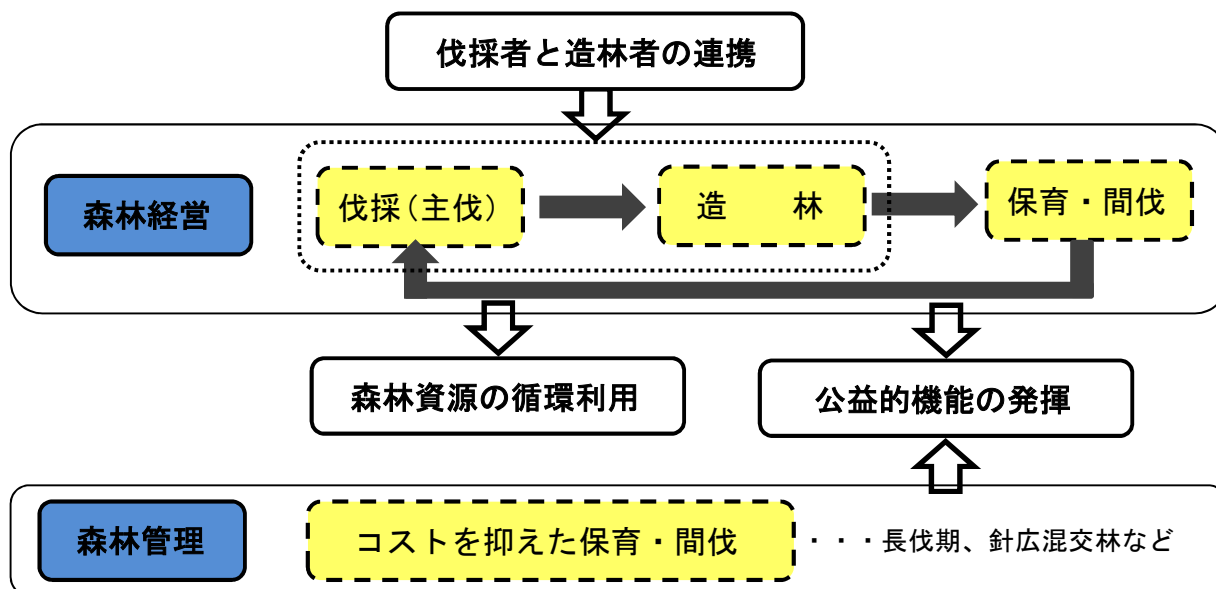 伐採者と造林者の連携
森林経営
伐採(主伐)
造　　林
保育・間伐
森林資源の循環利用
公益的機能の発揮
森林管理
コストを抑えた保育・間伐
・・・長伐期、針広混交林など